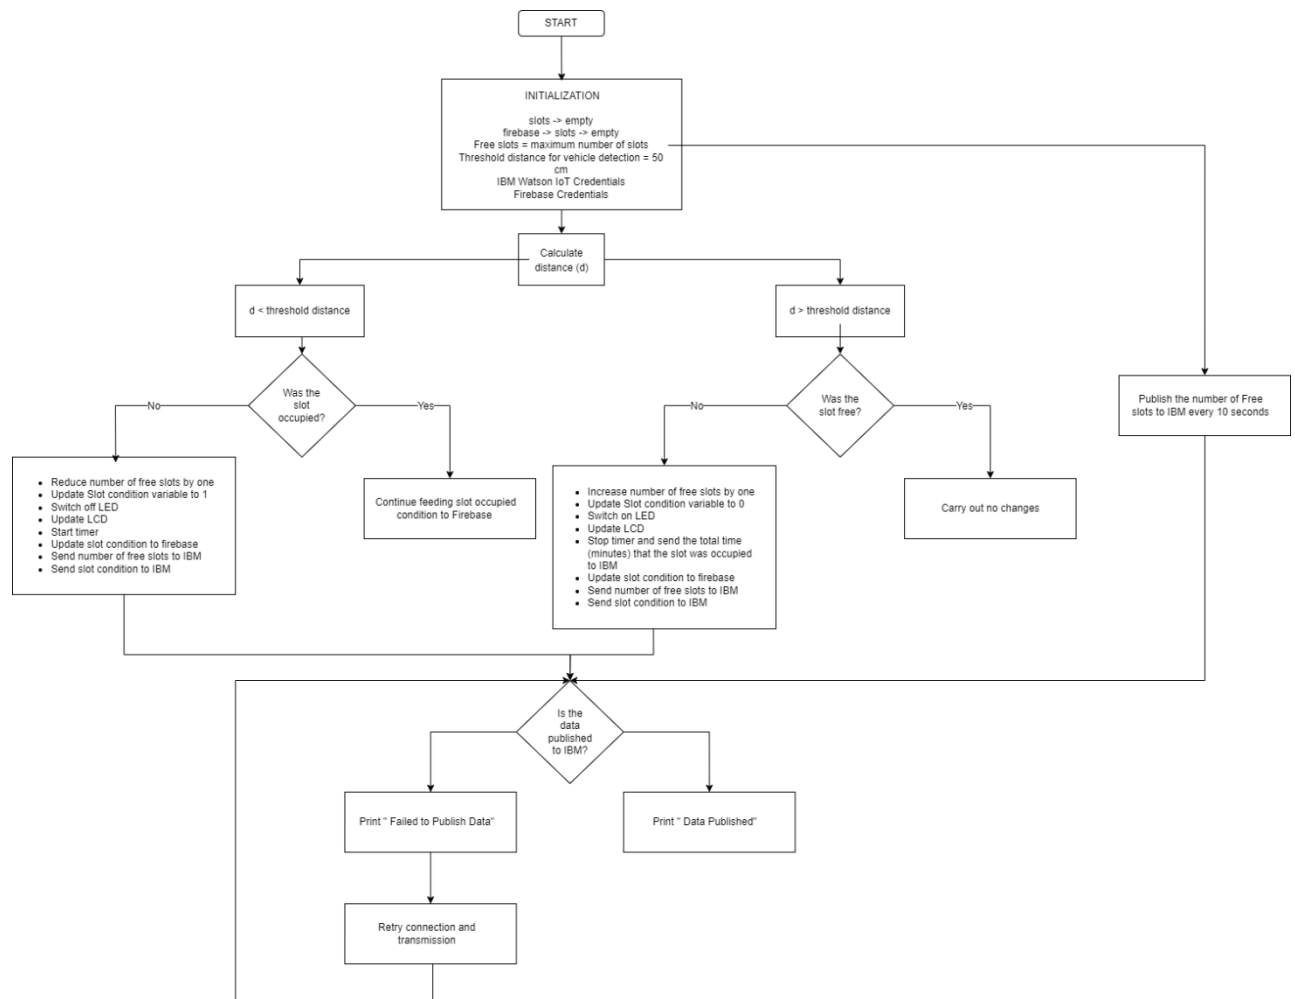 START
INITIALIZATION
slots -> empty
firebase -> slots -> empty
Free slots = maximum number of slots
Threshold distance for vehicle detection = 50
cm
IBM Watson IoT Credentials
Firebase Credentials
Calculate
distance (d)
d < threshold distance
d > threshold distance
Was the
slot
occupied?
No
Yes
Was the
slot free?
No
Yes
Publish the number of Free
slots to IBM every 10 seconds
• Reduce number of free slots by one
• Update Slot condition variable to 1
• Switch off LED
• Update LCD
• Start timer
• Update slot condition to firebase
• Send number of free slots to IBM
• Send slot condition to IBM
Continue feeding slot occupied
condition to Firebase
• Increase number of free slots by one
• Update Slot condition variable to 0
• Switch on LED
• Update LCD
• Stop timer and send the total time
(minutes) that the slot was occupied
to IBM
• Update slot condition to firebase
• Send number of free slots to IBM
• Send slot condition to IBM
Carry out no changes
Is the
data
published
to IBM?
Print " Failed to Publish Data"
Print " Data Published"
Retry connection and
transmission